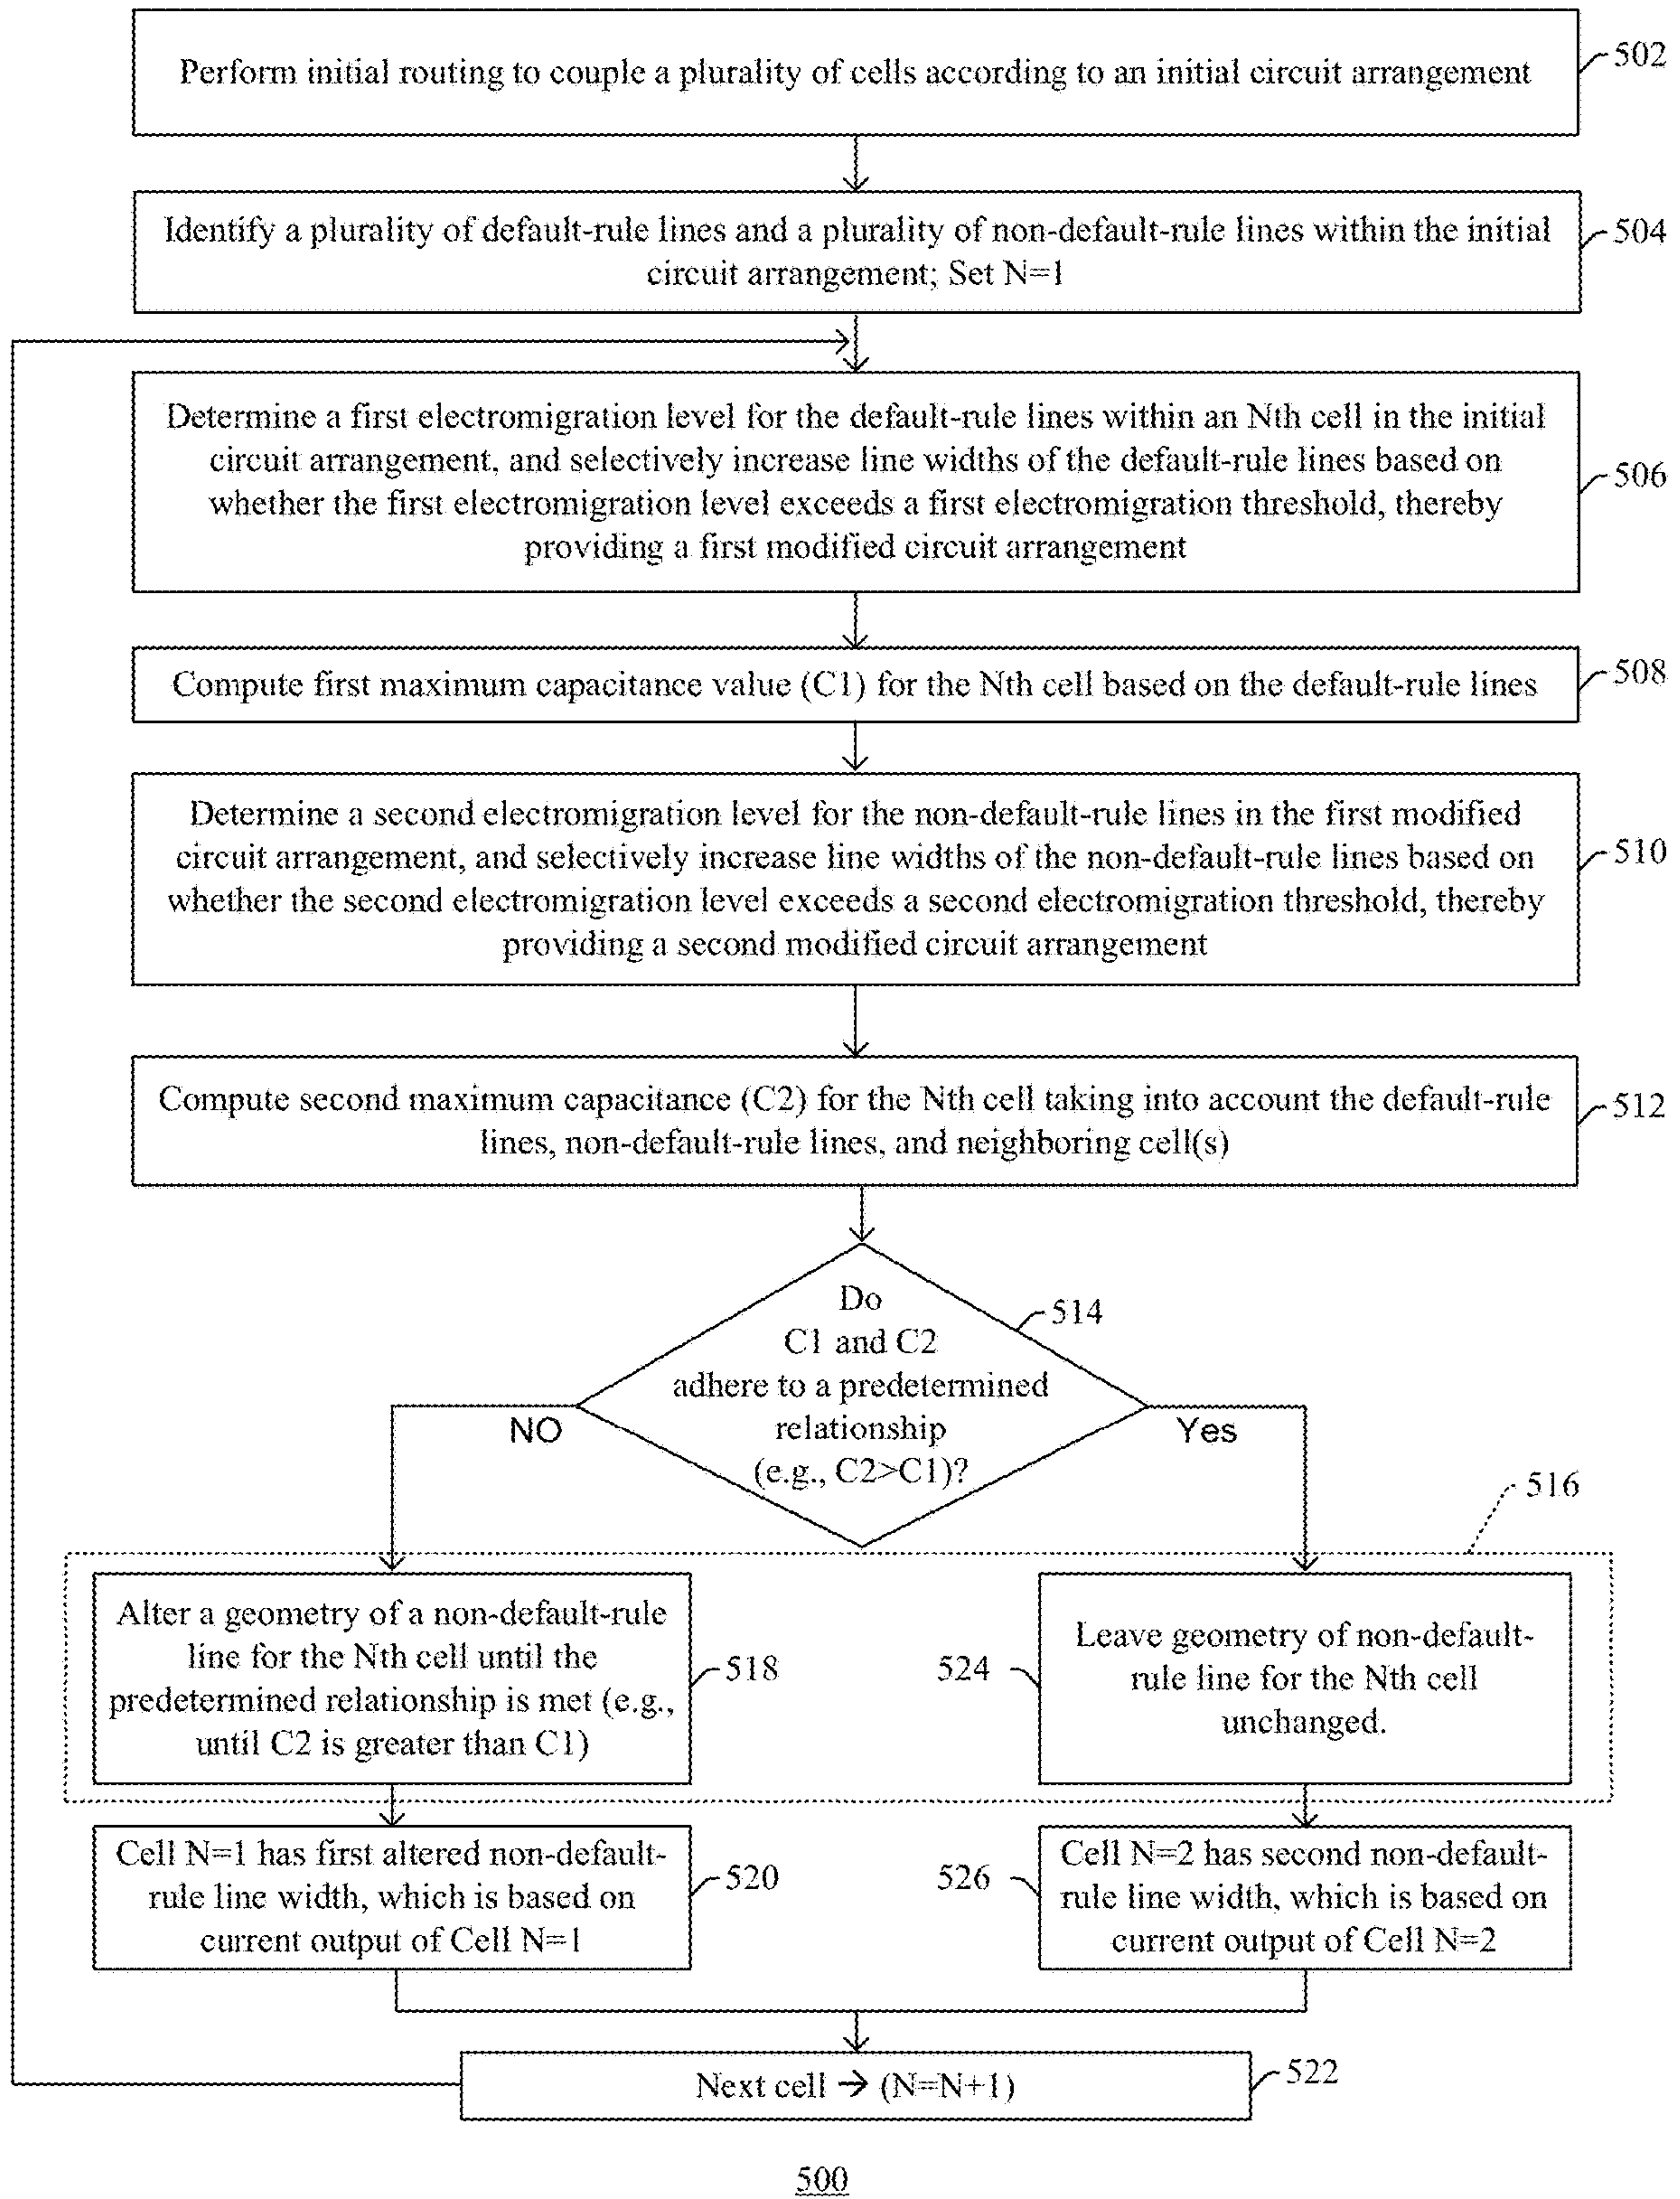 Perform initial routing to couple a plurality of cells according to an initial circuit arrangement
502
Identify a plurality of default-rule lines and a plurality of non-default-rule lines within the initial
circuit arrangement; Set N=1
504
Determine a first electromigration level for the default-rule lines within an Nth cell in the initial
circuit arrangement, and selectively increase line widths of the default-rule lines based on
whether the first electromigration level exceeds a first electromigration threshold, thereby
providing a first modified circuit arrangement
506
Compute first maximum capacitance value (C1) for the Nth cell based on the default-rule lines
508
Determine a second electromigration level for the non-default-rule lines in the first modified
circuit arrangement, and selectively increase line widths of the non-default-rule lines based on
whether the second electromigration level exceeds a second electromigration threshold, thereby
providing a second modified circuit arrangement
510
Compute second maximum capacitance (C2) for the Nth cell taking into account the default-rule
lines, non-default-rule lines, and neighboring cell(s)
512
Do
C1 and C2
adhere to a predetermined
relationship
(e.g., C2>C1)?
514
NO
Yes
516
Alter a geometry of a non-default-rule
line for the Nth cell until the
predetermined relationship is met (e.g.,
until C2 is greater than C1)
518
524
Leave geometry of non-default-
rule line for the Nth cell
unchanged.
Cell N=1 has first altered non-default-
rule line width, which is based on
current output of Cell N=1
520
526
Cell N=2 has second non-default-
rule line width, which is based on
current output of Cell N=2
Next cell → (N=N+1)
522
500